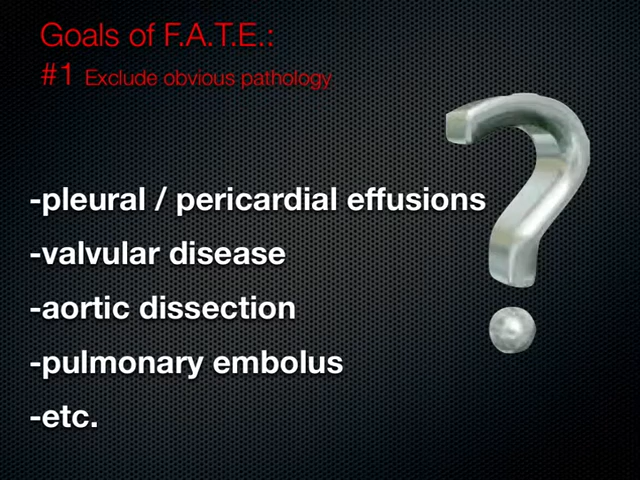 Goals of F.A.T.E.:
#1 Exclude obvious pathology
-pleural / pericardial effusions
-valvular disease
-aortic dissection
-pulmonary embolus
-etc.
?